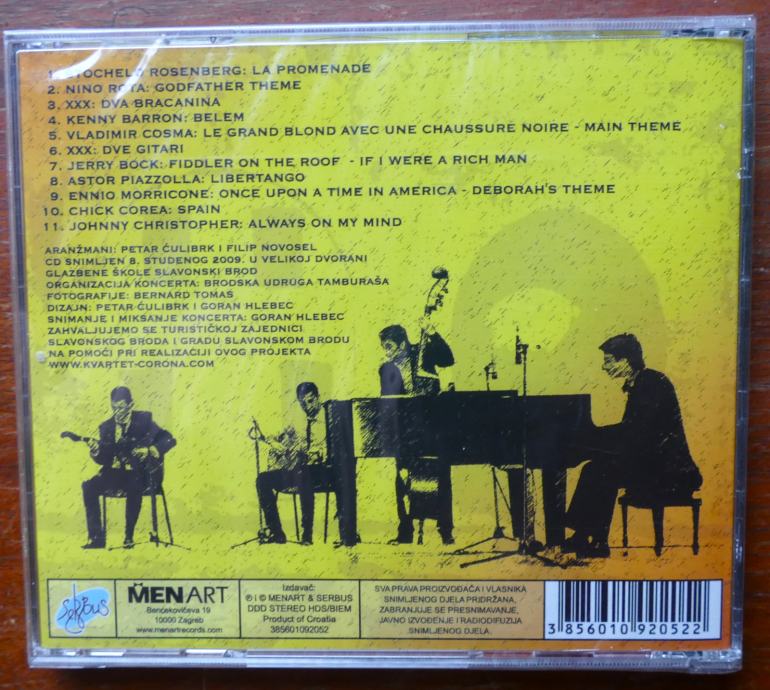 1. STOCHELO ROSENBERG: LA PROMENADE
2. NINO ROTA: GODFATHER THEME
3. XXX: DVA BRACANINA
4. KENNY BARRON: BELEM
5. VLADIMIR COSMA: LE GRAND BLOND AVEC UNE CHAUSSURE NOIRE - MAIN THEME
6. XXX: DVE GITARI
7. JERRY BOCK: FIDDLER ON THE ROOF - IF I WERE A RICH MAN
8. ASTOR PIAZZOLLA: LIBERTANGO
9. ENNIO MORRICONE: ONCE UPON A TIME IN AMERICA - DEBORAH'S THEME
10. CHICK COREA: SPAIN
11. JOHNNY CHRISTOPHER: ALWAYS ON MY MIND
ARANŽMANI: PETAR ĆULIBRK I FILIP NOVOSEL
CD SNIMLJEN 8. STUDENOG 2009. U VELIKOJ DVORANI
GLAZBENE ŠKOLE SLAVONSKI BROD
ORGANIZACIJA KONCERTA: BRODSKA UDRUGA TAMBURAŠA
FOTOGRAFIJE: BERNARD TOMAS
DIZAJN: PETAR ĆULIBRK I GORAN HLEBEC
SNIMANJE I MIKSANJE KONCERTA: GORAN HLEBEC
ZAHVALJUJEMO SE TURISTIČKOJ ZAJEDNICI
SLAVONSKOG BRODA I GRADU SLAVONSKOM BRODU
NA POMOĆI PRI REALIZACIJI OVOG PROJEKTA
WWW.KVARTET-CORONA.COM
SERBUS
MENART
Bencekovićeva 19
10000 Zagreb
www.menartrecords.com
Izdavač:
℗ i © MENART & SERBUS
DDD STEREO HDS/BIEM
Product of Croatia
385601092052
SVA PRAVA PROIZVOĐAČA I VLASNIKA
SNIMLJENOG DJELA PRIDRŽANA,
ZABRANJUJE SE PRESNIMAVANJE,
JAVNO IZVOĐENJE I RADIODIFUZIJA
SNIMLJENOG DJELA.
3 856010 920522